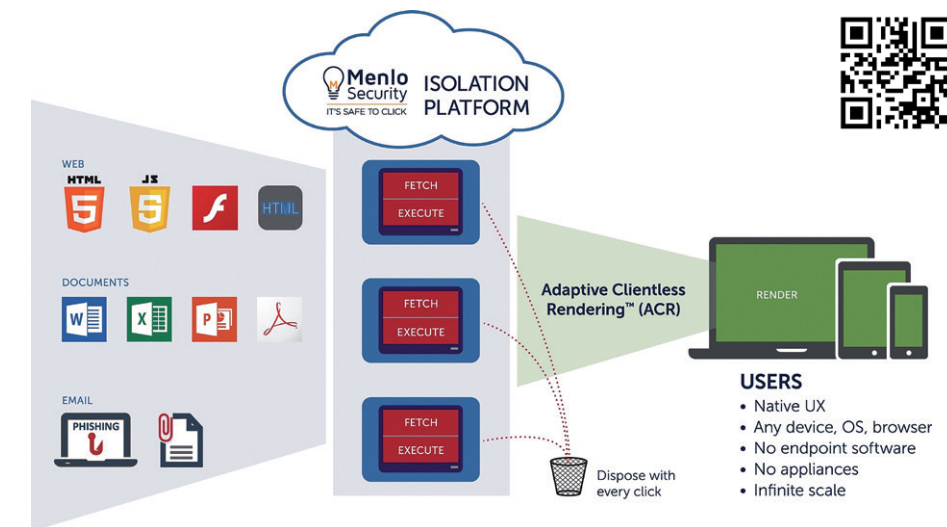 Menlo
Security
IT'S SAFE TO CLICK
ISOLATION
PLATFORM
WEB
HTML
5
JS
5
HTML
FETCH
EXECUTE
DOCUMENTS
W
X
P
FETCH
EXECUTE
EMAIL
PHISHING
FETCH
EXECUTE
Adaptive Clientless
Rendering™ (ACR)
Dispose with
every click
RENDER
USERS
• Native UX
• Any device, OS, browser
• No endpoint software
• No appliances
• Infinite scale